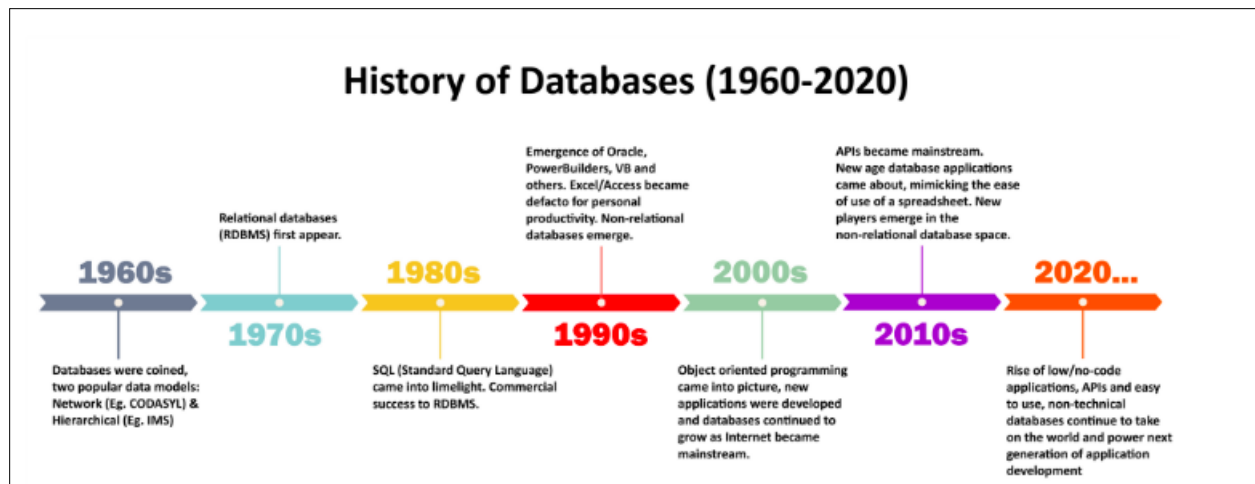 History of Databases (1960-2020)
1960s
Databases were coined,
two popular data models:
Network (Eg. CODASYL) &
Hierarchical (Eg. IMS)
Relational databases
(RDBMS) first appear.
1970s
1980s
SQL (Standard Query Language)
came into limelight. Commercial
success to RDBMS.
Emergence of Oracle,
PowerBuilders, VB and
others. Excel/Access became
defacto for personal
productivity. Non-relational
databases emerge.
1990s
2000s
Object oriented programming
came into picture, new
applications were developed
and databases continued to
grow as Internet became
mainstream.
APIs became mainstream.
New age database applications
came about, mimicking the ease
of use of a spreadsheet. New
players emerge in the
non-relational database space.
2010s
2020...
Rise of low/no-code
applications, APIs and easy
to use, non-technical
databases continue to take
on the world and power next
generation of application
development